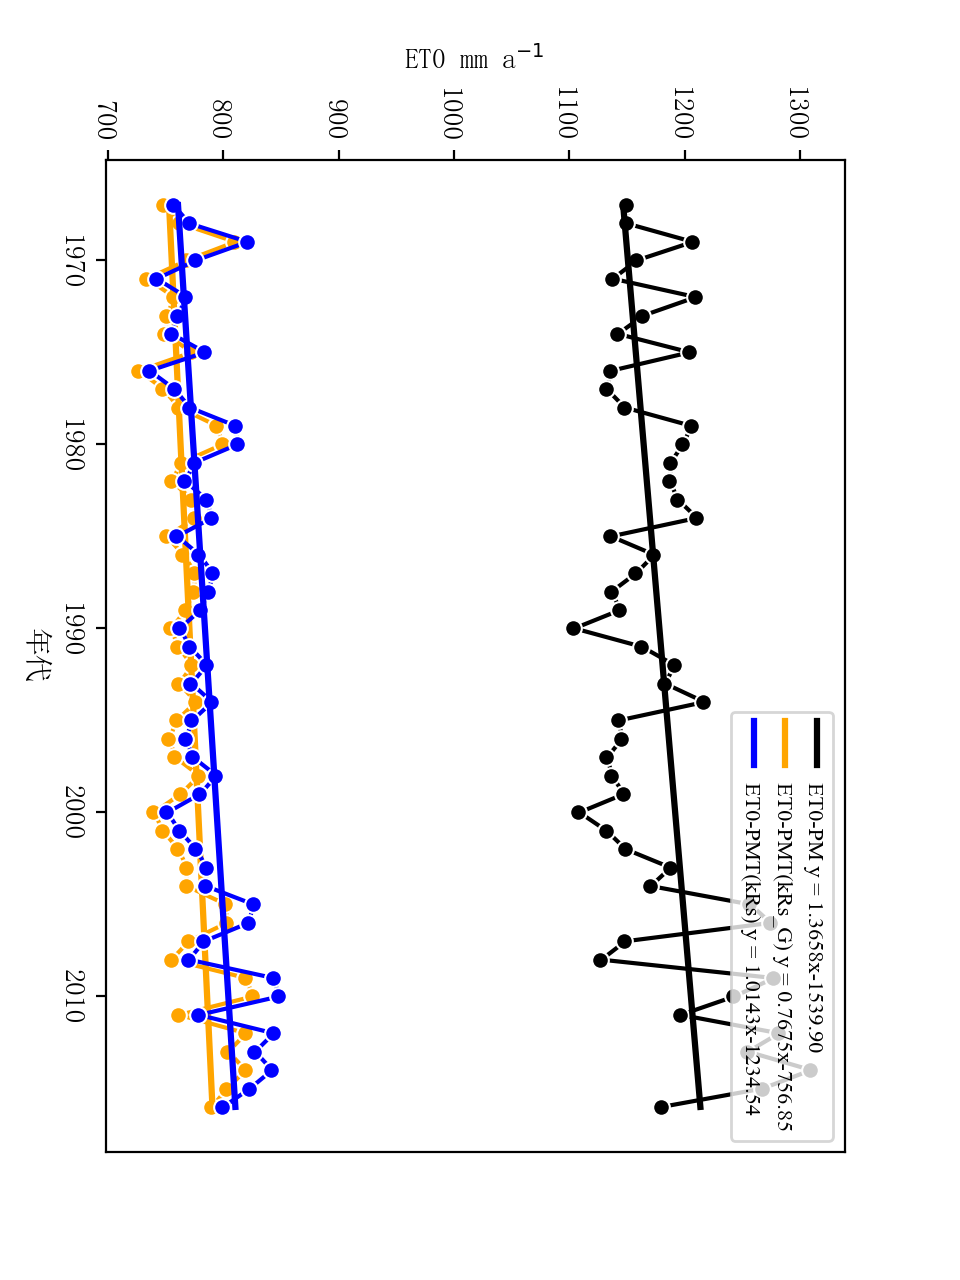 ET0 mm a⁻¹
1300
1200
1100
1000
900
800
700
ET0-PM y = 1.3658x-1539.90
ET0-PMT(kRs_G) y = 0.7675x-756.85
ET0-PMT(kRs) y = 1.0143x-1234.54
1970
1980
1990
2000
2010
年代